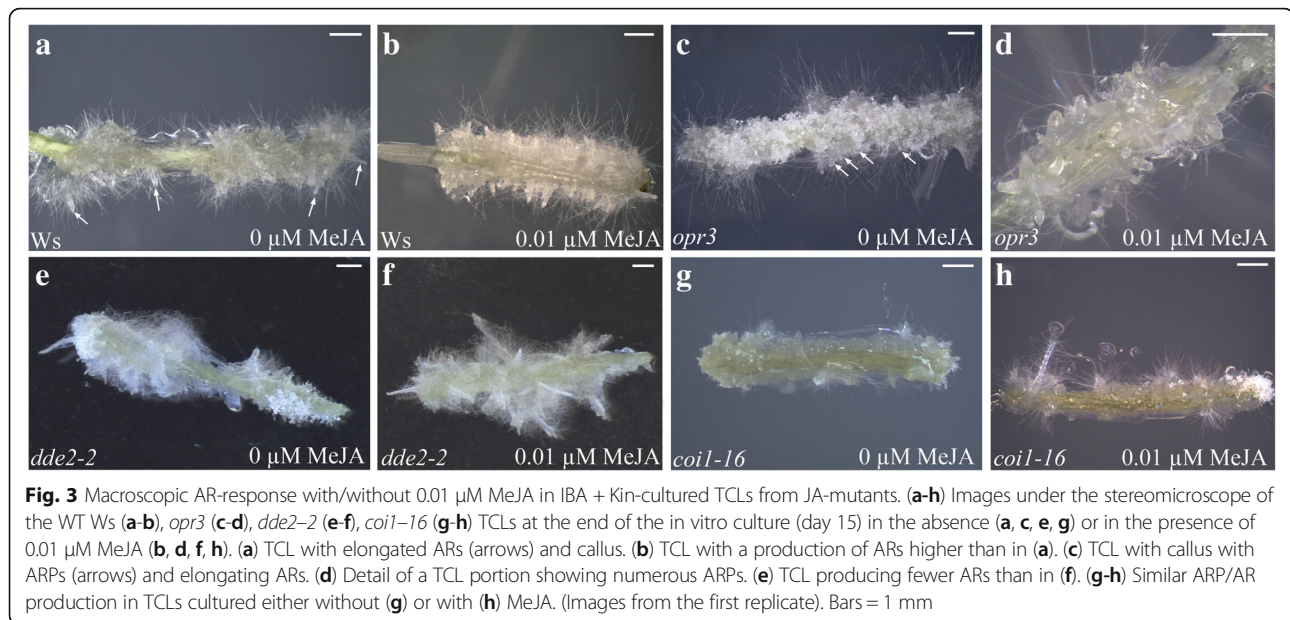 a
b
c
d
Ws
0 μM MeJA
Ws
0.01 μM MeJA
opr3
0 μM MeJA
opr3
0.01 μM MeJA
e
f
g
h
dde2-2
0 μM MeJA
dde2-2
0.01 μM MeJA
coi1-16
0 μM MeJA
coi1-16
0.01 μM MeJA
Fig. 3 Macroscopic AR-response with/without 0.01 μM MeJA in IBA + Kin-cultured TCLs from JA-mutants. (a-h) Images under the stereomicroscope of
the WT Ws (a-b), opr3 (c-d), dde2–2 (e-f), coi1–16 (g-h) TCLs at the end of the in vitro culture (day 15) in the absence (a, c, e, g) or in the presence of
0.01 μM MeJA (b, d, f, h). (a) TCL with elongated ARs (arrows) and callus. (b) TCL with a production of ARs higher than in (a). (c) TCL with callus with
ARPs (arrows) and elongating ARs. (d) Detail of a TCL portion showing numerous ARPs. (e) TCL producing fewer ARs than in (f). (g-h) Similar ARP/AR
production in TCLs cultured either without (g) or with (h) MeJA. (Images from the first replicate). Bars = 1 mm